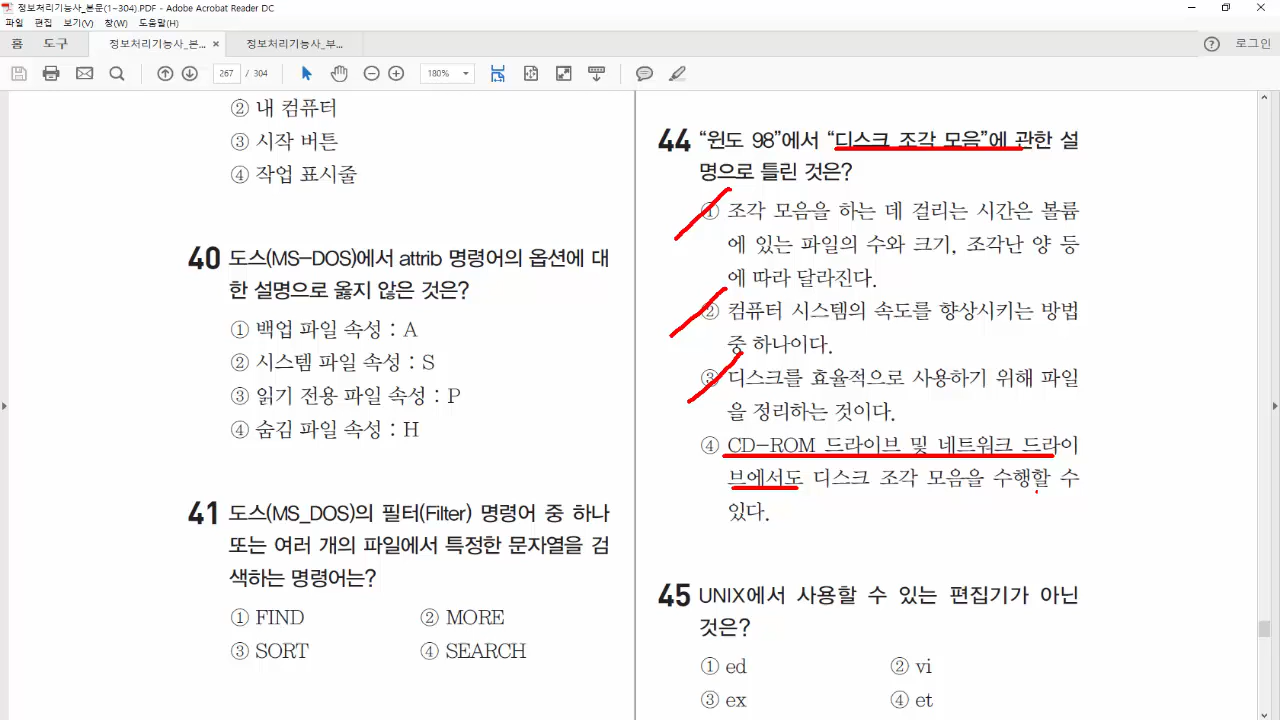 정보처리기능사_본문(1~304).PDF - Adobe Acrobat Reader DC
파일 편집 보기(V) 창(W) 도움말(H)
홈 도구 정보처리기능사_본... × 정보처리기능사_부... 로그인
267 / 304 180%
② 내 컴퓨터
③ 시작 버튼
④ 작업 표시줄
40 도스(MS-DOS)에서 attrib 명령어의 옵션에 대
한 설명으로 옳지 않은 것은?
① 백업 파일 속성 : A
② 시스템 파일 속성 : S
③ 읽기 전용 파일 속성 : P
④ 숨김 파일 속성 : H
41 도스(MS_DOS)의 필터(Filter) 명령어 중 하나
또는 여러 개의 파일에서 특정한 문자열을 검
색하는 명령어는?
① FIND ② MORE
③ SORT ④ SEARCH
44 “윈도 98”에서 “디스크 조각 모음”에 관한 설
명으로 틀린 것은?
① 조각 모음을 하는 데 걸리는 시간은 볼륨
에 있는 파일의 수와 크기, 조각난 양 등
에 따라 달라진다.
② 컴퓨터 시스템의 속도를 향상시키는 방법
중 하나이다.
③ 디스크를 효율적으로 사용하기 위해 파일
을 정리하는 것이다.
④ CD-ROM 드라이브 및 네트워크 드라이
브에서도 디스크 조각 모음을 수행할 수
있다.
45 UNIX에서 사용할 수 있는 편집기가 아닌
것은?
① ed ② vi
③ ex ④ et